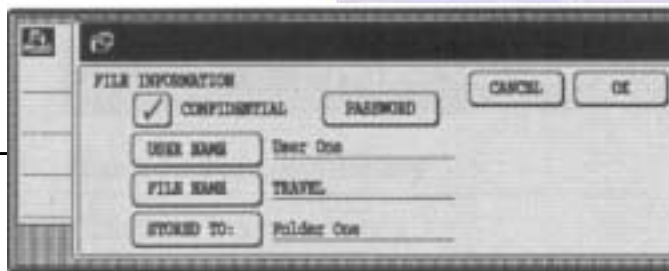 FILE INFORMATION
CANCEL OK
CONFIDENTIAL PASSWORD
USER NAME User One
FILE NAME TRAVEL
STORED TO: Folder One